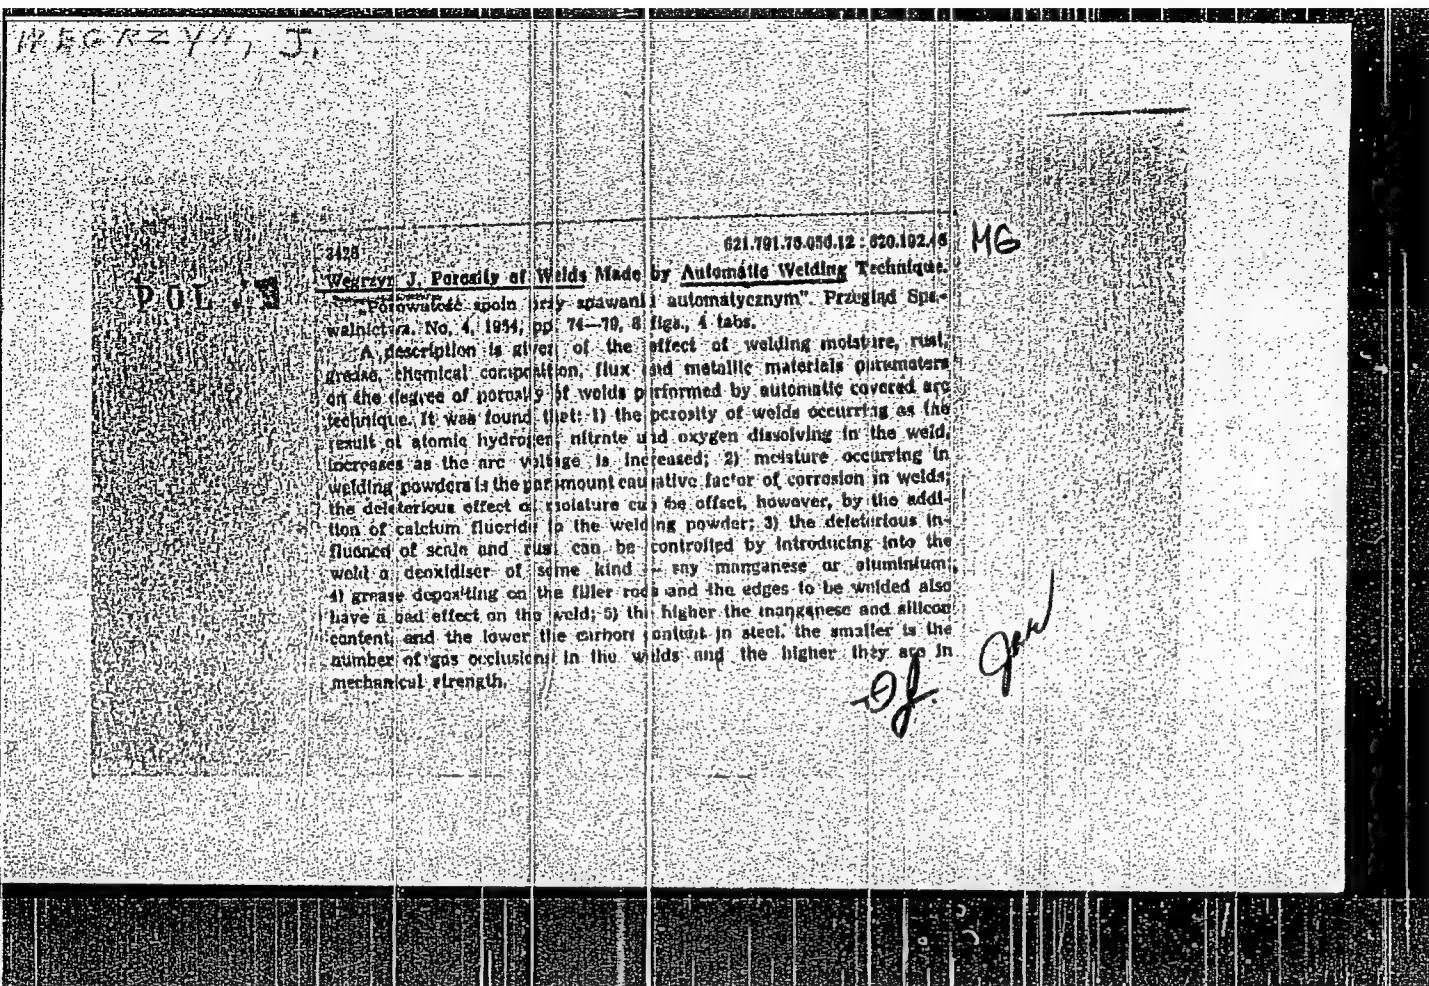 WEGRZYN, J.
MG
POL.
3428 621.791.75.056.12 : 620.192.46
Węgrzyn J. Porosity of Welds Made by Automatic Welding Technique.
„Porowatość spoin przy spawaniu automatycznym". Przegląd Spa-
walnictwa. No. 4, 1954, pp. 74—79, 8 figs., 4 tabs.
A description is given of the effect of welding moisture, rust,
grease, chemical composition, flux and metallic materials parameters
on the degree of porosity of welds performed by automatic covered arc
technique. It was found that: 1) the porosity of welds occurring as the
result of atomic hydrogen, nitrate and oxygen dissolving in the weld,
increases as the arc voltage is increased; 2) moisture occurring in
welding powders is the paramount causative factor of corrosion in welds;
the deleterious effect of moisture can be offset, however, by the addi-
tion of calcium fluoride to the welding powder; 3) the deleterious in-
fluence of scale and rust can be controlled by introducing into the
weld a deoxidiser of some kind — say manganese or aluminium;
4) grease depositing on the filler rods and the edges to be welded also
have a bad effect on the weld; 5) the higher the manganese and silicon
content, and the lower the carbon content in steel, the smaller is the
number of gas occlusions in the welds and the higher they are in
mechanical strength.